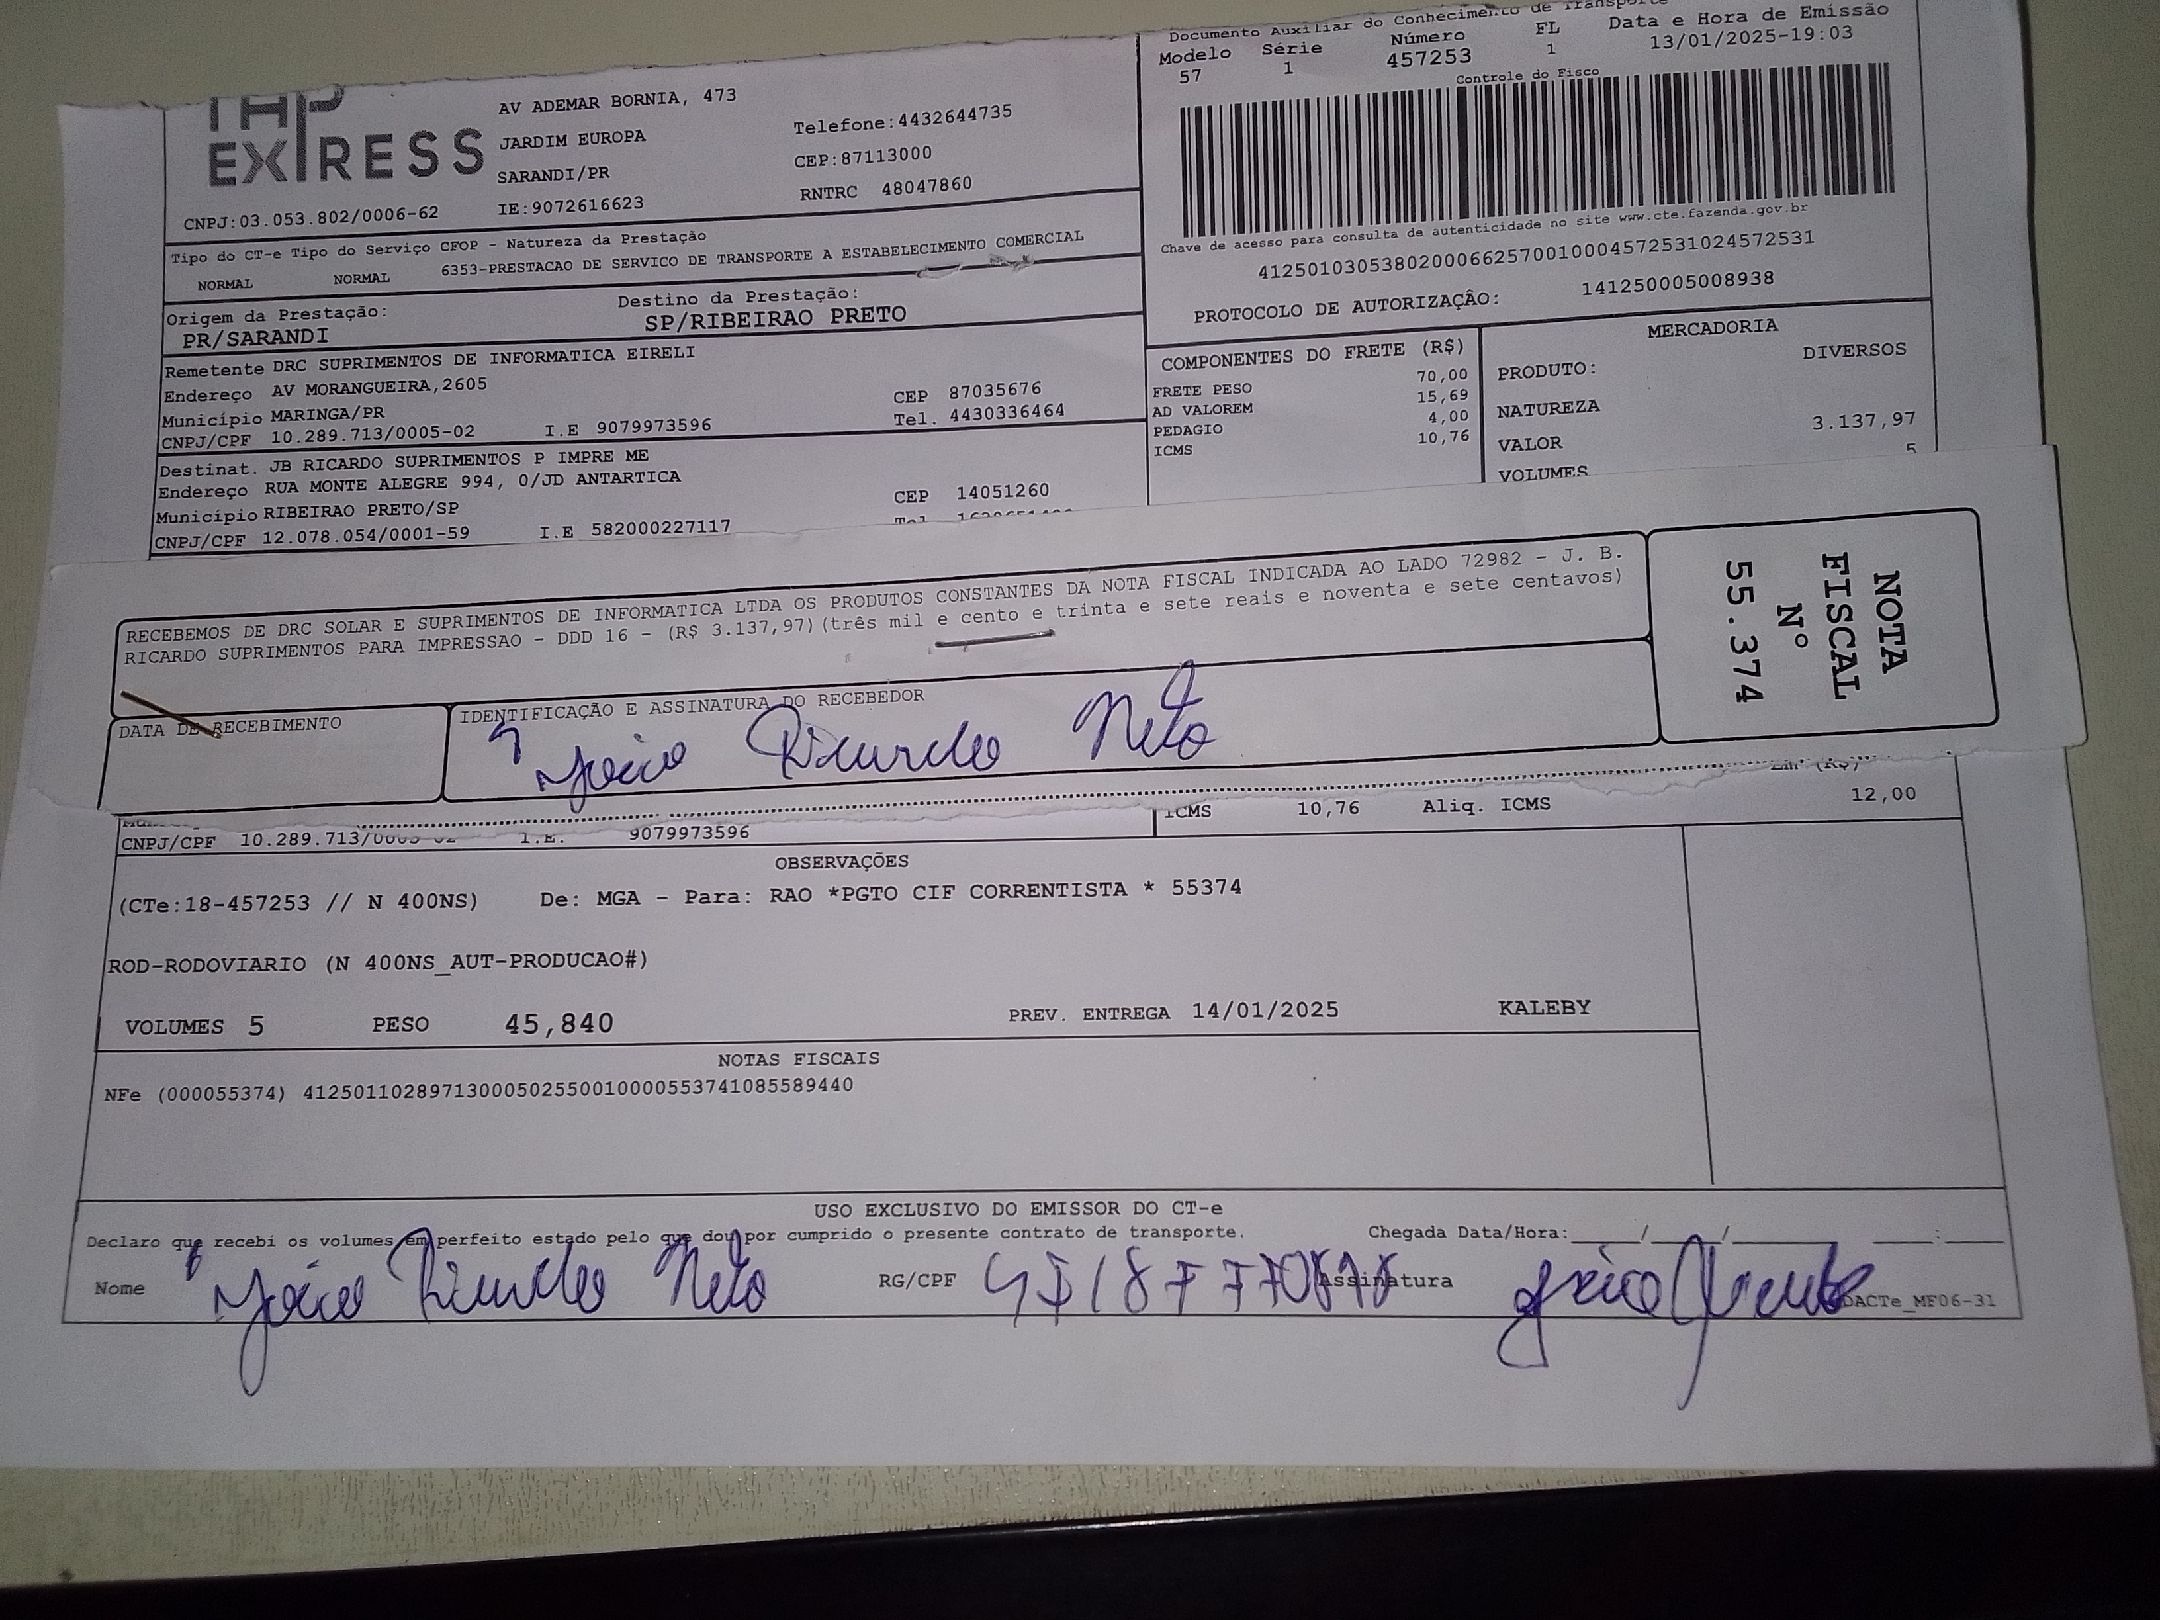 Documento Auxiliar do Conhecimento de Transporte
Modelo Série Número FL Data e Hora de Emissão
57 1 457253 1 13/01/2025-19:03
Controle do Fisco
EXPRESS
AV ADEMAR BORNIA, 473
JARDIM EUROPA
SARANDI/PR
IE:9072616623
Telefone:4432644735
CEP:87113000
RNTRC 48047860
CNPJ:03.053.802/0006-62
Chave de acesso para consulta de autenticidade no site www.cte.fazenda.gov.br
41250103053802000662570010004572531024572531
PROTOCOLO DE AUTORIZAÇÂO: 141250005008938
Tipo do CT-e Tipo do Serviço CFOP - Natureza da Prestação
NORMAL NORMAL 6353-PRESTACAO DE SERVICO DE TRANSPORTE A ESTABELECIMENTO COMERCIAL
Origem da Prestação: Destino da Prestação:
PR/SARANDI SP/RIBEIRAO PRETO
Remetente DRC SUPRIMENTOS DE INFORMATICA EIRELI
Endereço AV MORANGUEIRA,2605 CEP 87035676
Município MARINGA/PR Tel. 4430336464
CNPJ/CPF 10.289.713/0005-02 I.E 9079973596
Destinat. JB RICARDO SUPRIMENTOS P IMPRE ME
Endereço RUA MONTE ALEGRE 994, 0/JD ANTARTICA CEP 14051260
Município RIBEIRAO PRETO/SP
CNPJ/CPF 12.078.054/0001-59 I.E 582000227117
COMPONENTES DO FRETE (R$)
FRETE PESO 70,00
AD VALOREM 15,69
PEDAGIO 4,00
ICMS 10,76
MERCADORIA
PRODUTO: DIVERSOS
NATUREZA
VALOR 3.137,97
VOLUMES 5
RECEBEMOS DE DRC SOLAR E SUPRIMENTOS DE INFORMATICA LTDA OS PRODUTOS CONSTANTES DA NOTA FISCAL INDICADA AO LADO 72982 - J. B.
RICARDO SUPRIMENTOS PARA IMPRESSAO - DDD 16 - (R$ 3.137,97)(três mil e cento e trinta e sete reais e noventa e sete centavos)
NOTA
FISCAL
Nº
55.374
DATA DE RECEBIMENTO
IDENTIFICAÇÃO E ASSINATURA DO RECEBEDOR
Ricardo Neto
ICMS 10,76 Aliq. ICMS 12,00
CNPJ/CPF 10.289.713/0005-02 I.E. 9079973596
OBSERVAÇÕES
(CTe:18-457253 // N 400NS) De: MGA - Para: RAO *PGTO CIF CORRENTISTA * 55374
ROD-RODOVIARIO (N 400NS_AUT-PRODUCAO#)
VOLUMES 5 PESO 45,840 PREV. ENTREGA 14/01/2025 KALEBY
NOTAS FISCAIS
NFe (000055374) 41250110289713000502550010000553741085589440
USO EXCLUSIVO DO EMISSOR DO CT-e
Declaro que recebi os volumes em perfeito estado pelo que dou por cumprido o presente contrato de transporte. Chegada Data/Hora:____/____/______ ____:____
Nome Ricardo Neto RG/CPF Assinatura
DACTe_MF06-31